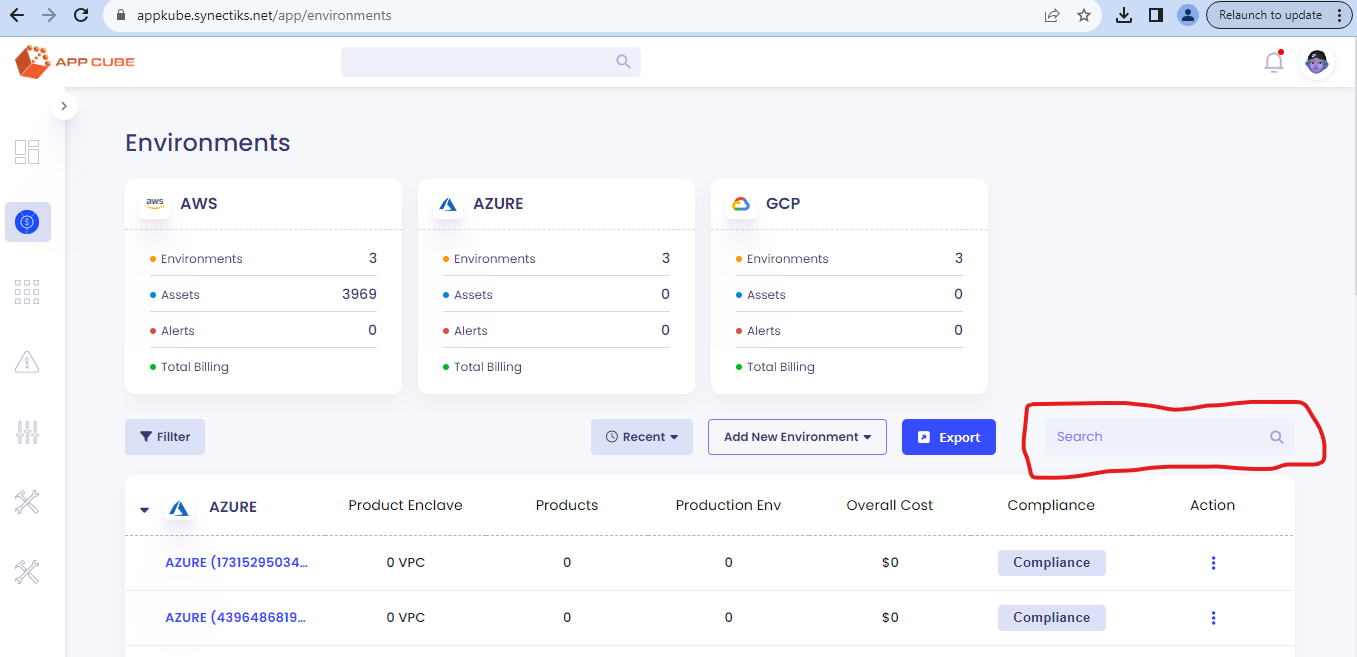 appkube.synectiks.net/app/environments
Relaunch to update
APP CUBE
Environments
aws AWS
AZURE
GCP
Environments 3
Environments 3
Environments 3
Assets 3969
Assets 0
Assets 0
Alerts 0
Alerts 0
Alerts 0
Total Billing
Total Billing
Total Billing
Fillter
Recent
Add New Environment
Export
Search
AZURE Product Enclave Products Production Env Overall Cost Compliance Action
AZURE (17315295034... 0 VPC 0 0 $0 Compliance
AZURE (4396486819... 0 VPC 0 0 $0 Compliance